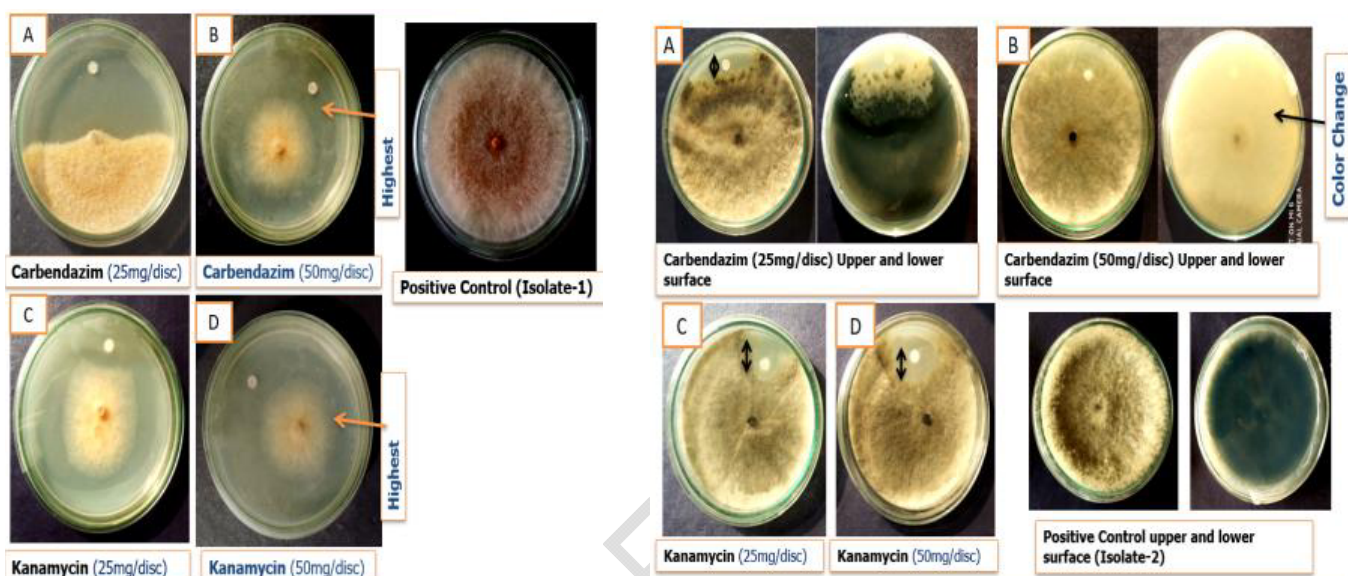 A
B
Highest
Carbendazim (25mg/disc)
Carbendazim (50mg/disc)
Positive Control (Isolate-1)
C
D
Highest
Kanamycin (25mg/disc)
Kanamycin (50mg/disc)
A
B
Color Change
Carbendazim (25mg/disc) Upper and lower
surface
Carbendazim (50mg/disc) Upper and lower
surface
C
D
Kanamycin (25mg/disc)
Kanamycin (50mg/disc)
Positive Control upper and lower
surface (Isolate-2)